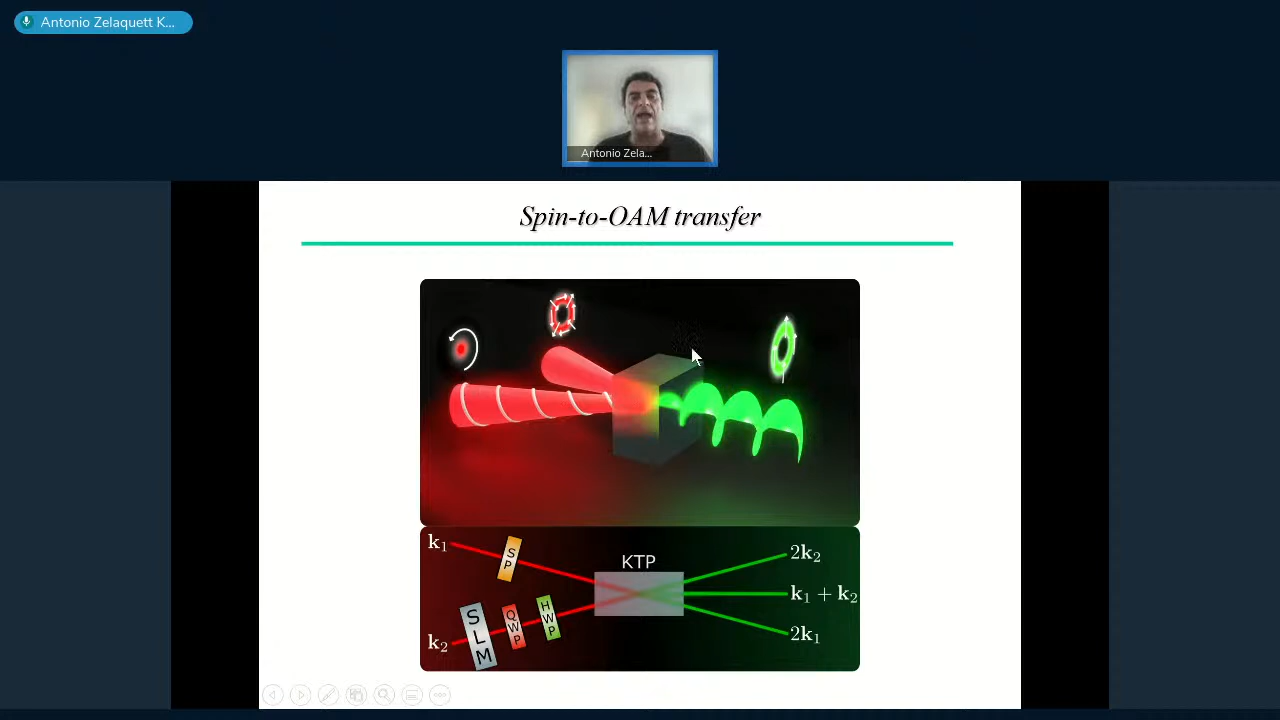 Antonio Zelaquett K...
Antonio Zela...
Spin-to-OAM transfer
k₁
SP
KTP
2k₂
k₁ + k₂
2k₁
k₂
SLM
QWP
HWP